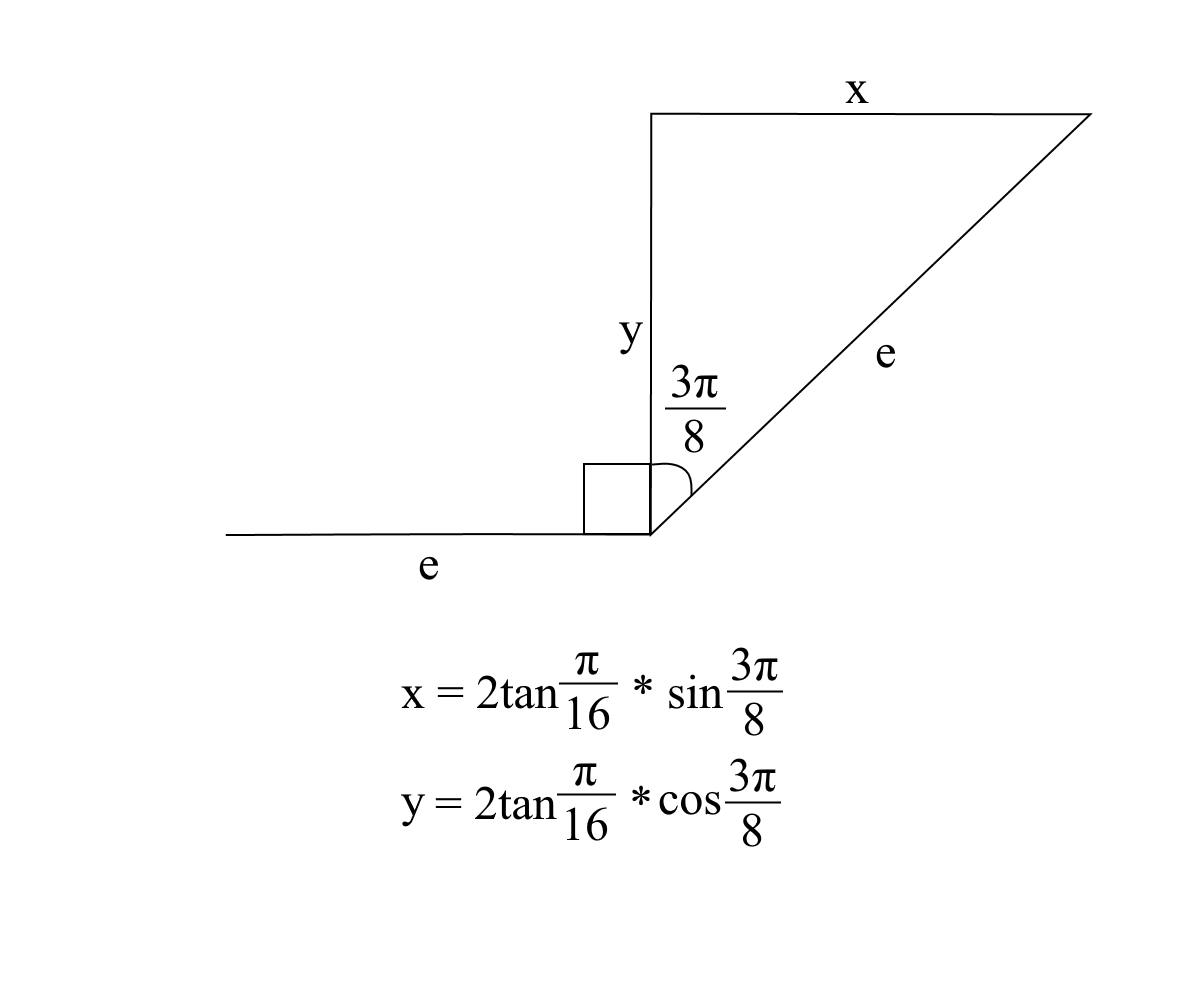 x
y
3π
8
e
e
x = 2tan π/16 * sin 3π/8
y = 2tan π/16 * cos 3π/8